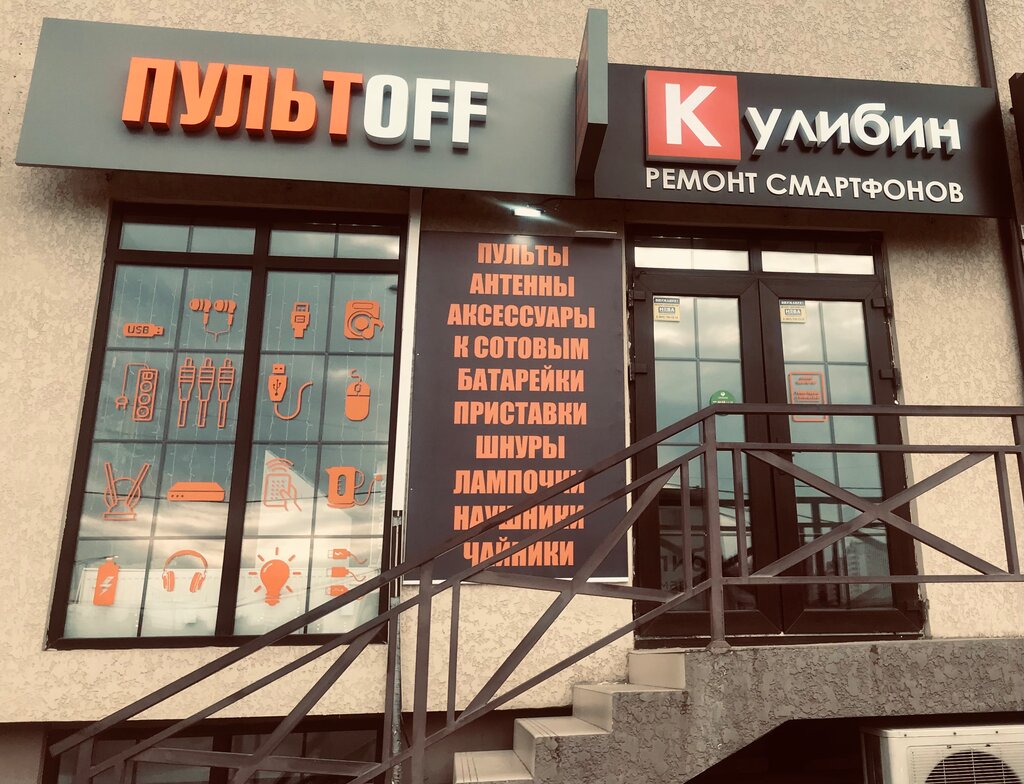 ПУЛЬТOFF
Кулибин
РЕМОНТ СМАРТФОНОВ
ПУЛЬТЫ
АНТЕННЫ
АКСЕССУАРЫ
К СОТОВЫМ
БАТАРЕЙКИ
ПРИСТАВКИ
ШНУРЫ
ЛАМПОЧКИ
НАУШНИКИ
ЧАЙНИКИ
USB